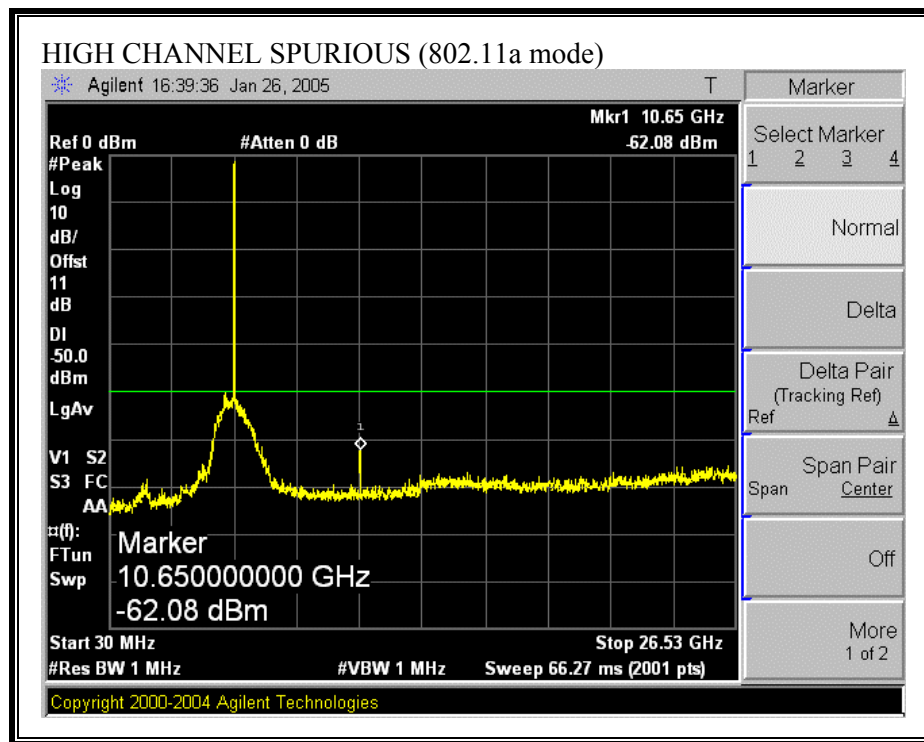 HIGH CHANNEL SPURIOUS (802.11a mode)
Agilent 16:39:36 Jan 26, 2005 T
Mkr1 10.65 GHz
Ref 0 dBm #Atten 0 dB -62.08 dBm
#Peak
Log
10
dB/
Offst
11
dB
DI
-50.0
dBm
LgAv
V1 S2
S3 FC
AA
¤(f):
FTun
Swp
1
Marker
10.650000000 GHz
-62.08 dBm
Start 30 MHz Stop 26.53 GHz
#Res BW 1 MHz #VBW 1 MHz Sweep 66.27 ms (2001 pts)
Copyright 2000-2004 Agilent Technologies
Marker
Select Marker
1 2 3 4
Normal
Delta
Delta Pair
(Tracking Ref)
Ref Δ
Span Pair
Span Center
Off
More
1 of 2